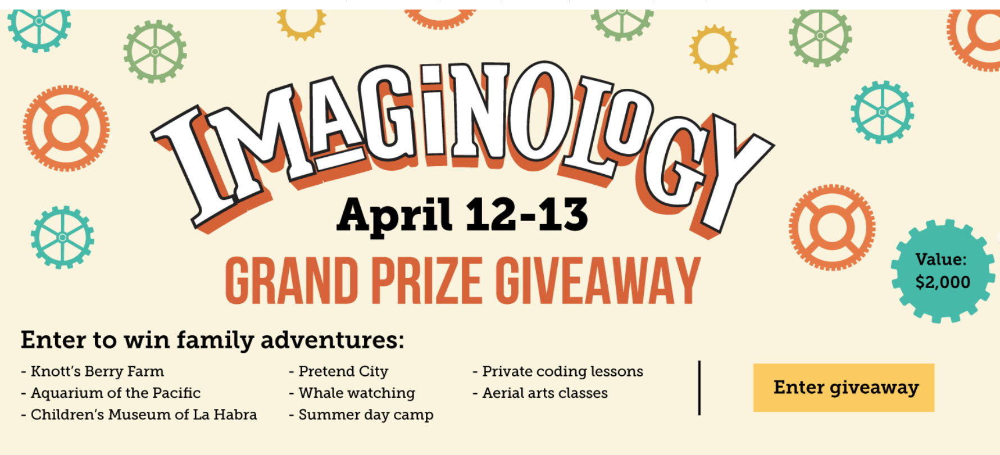 IMAGINOLOGY
April 12-13
GRAND PRIZE GIVEAWAY
Value:
$2,000
Enter to win family adventures:
- Knott's Berry Farm
- Aquarium of the Pacific
- Children's Museum of La Habra
- Pretend City
- Whale watching
- Summer day camp
- Private coding lessons
- Aerial arts classes
Enter giveaway